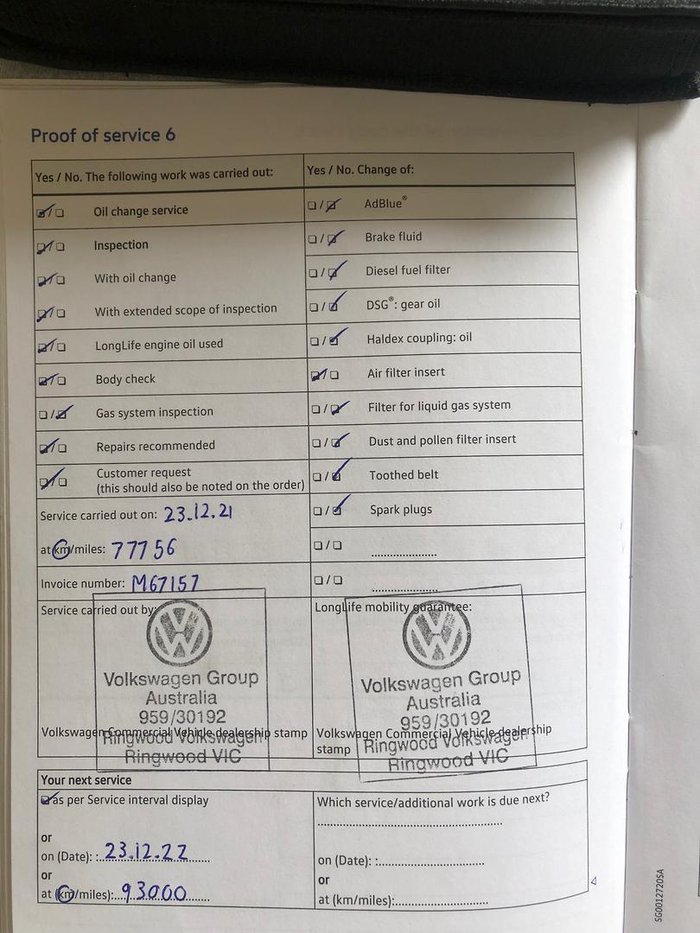 Proof of service 6
Yes / No. The following work was carried out:
Oil change service
Inspection
With oil change
With extended scope of inspection
LongLife engine oil used
Body check
Gas system inspection
Repairs recommended
Customer request
(this should also be noted on the order)
Service carried out on: 23.12.21
at km/miles: 77756
Invoice number: M67157
Yes / No. Change of:
AdBlue®
Brake fluid
Diesel fuel filter
DSG®: gear oil
Haldex coupling: oil
Air filter insert
Filter for liquid gas system
Dust and pollen filter insert
Toothed belt
Spark plugs
Service carried out by:
Volkswagen Group
Australia
959/30192
Volkswagen Commercial Vehicle dealership stamp
Ringwood Volkswagen
Ringwood VIC
LongLife mobility guarantee:
Volkswagen Group
Australia
959/30192
Volkswagen Commercial Vehicle dealership
stamp
Ringwood Volkswagen
Ringwood VIC
Your next service
as per Service interval display
or
on (Date): :..23.12.22......
or
at (km/miles):..93000......
Which service/additional work is due next?
on (Date): :
or
at (km/miles):
SG0012720SA